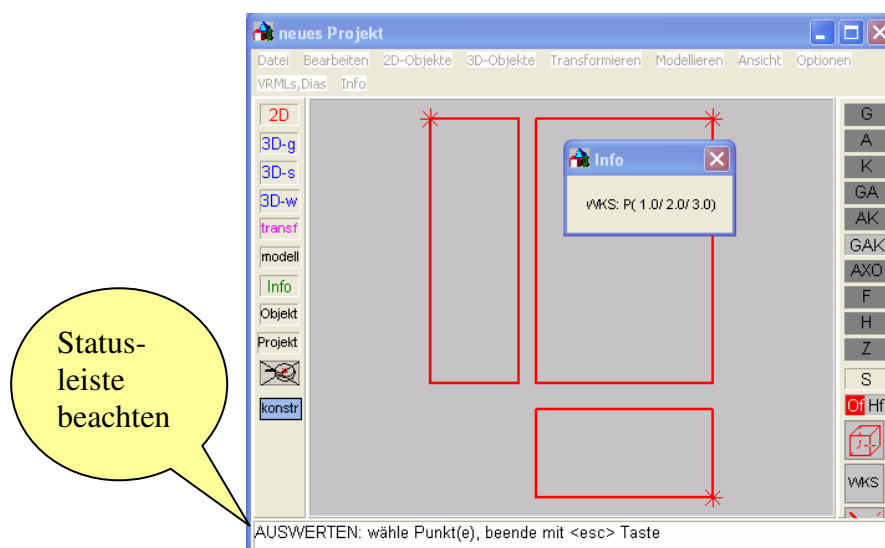 neues Projekt
Datei Bearbeiten 2D-Objekte 3D-Objekte Transformieren Modellieren Ansicht Optionen
VRMLs,Dias Info
2D
3D-g
3D-s
3D-w
transf
modell
Info
Objekt
Projekt
konstr
Info
WKS: P( 1.0/ 2.0/ 3.0)
G
A
K
GA
AK
GAK
AXO
F
H
Z
S
Of Hf
WKS
Status-
leiste
beachten
AUSWERTEN: wähle Punkt(e), beende mit <esc> Taste